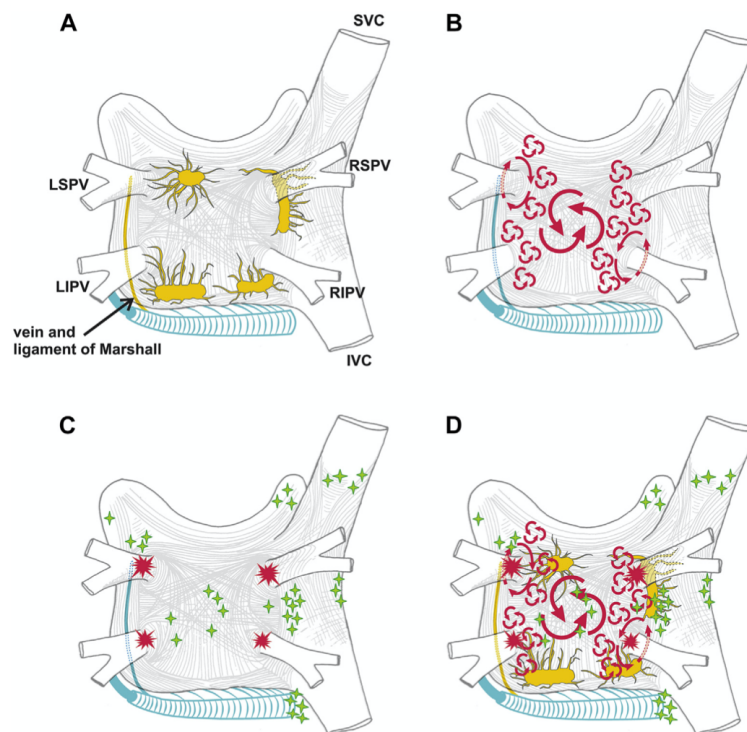 A
SVC
B
LSPV
RSPV
LIPV
RIPV
vein and
ligament of Marshall
IVC
C
D